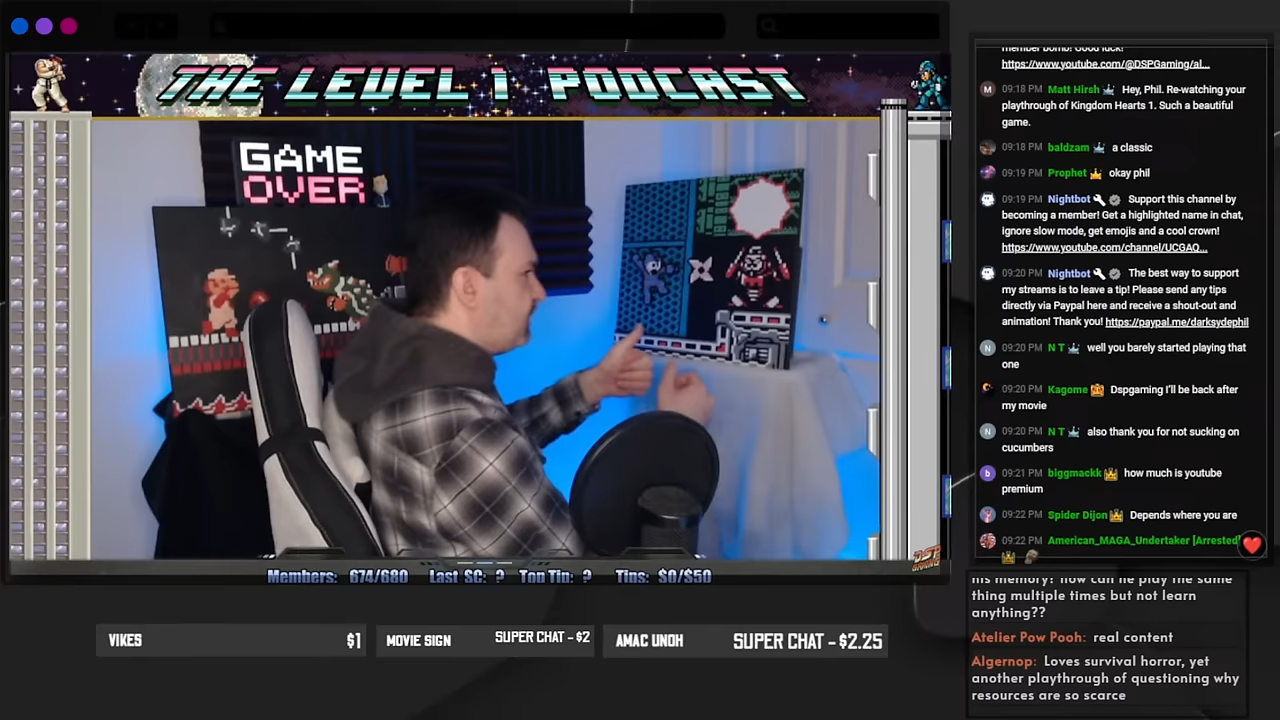 THE LEVEL 1 PODCAST
GAME
OVER
Members: 674/680 Last SC: ? Top Tip: ? Tips: $0/$50
DSP
GAMING
VIKES $1
MOVIE SIGN SUPER CHAT - $2
AMAC UNOH SUPER CHAT - $2.25
member bomb! Good luck!
https://www.youtube.com/@DSPGaming/al...
M 09:18 PM Matt Hirsh Hey, Phil. Re-watching your
playthrough of Kingdom Hearts 1. Such a beautiful
game.
09:18 PM baldzam a classic
09:19 PM Prophet okay phil
09:19 PM Nightbot Support this channel by
becoming a member! Get a highlighted name in chat,
ignore slow mode, get emojis and a cool crown!
https://www.youtube.com/channel/UCGAQ...
09:20 PM Nightbot The best way to support
my streams is to leave a tip! Please send any tips
directly via Paypal here and receive a shout-out and
animation! Thank you! https://paypal.me/darksydephil
N 09:20 PM N T well you barely started playing that
one
09:20 PM Kagome Dspgaming I'll be back after
my movie
N 09:20 PM N T also thank you for not sucking on
cucumbers
b 09:21 PM biggmackk how much is youtube
premium
09:22 PM Spider Dijon Depends where you are
09:22 PM American_MAGA_Undertaker [Arrested]
his memory? how can he play the same
thing multiple times but not learn
anything??
Atelier Pow Pooh: real content
Algernop: Loves survival horror, yet
another playthrough of questioning why
resources are so scarce